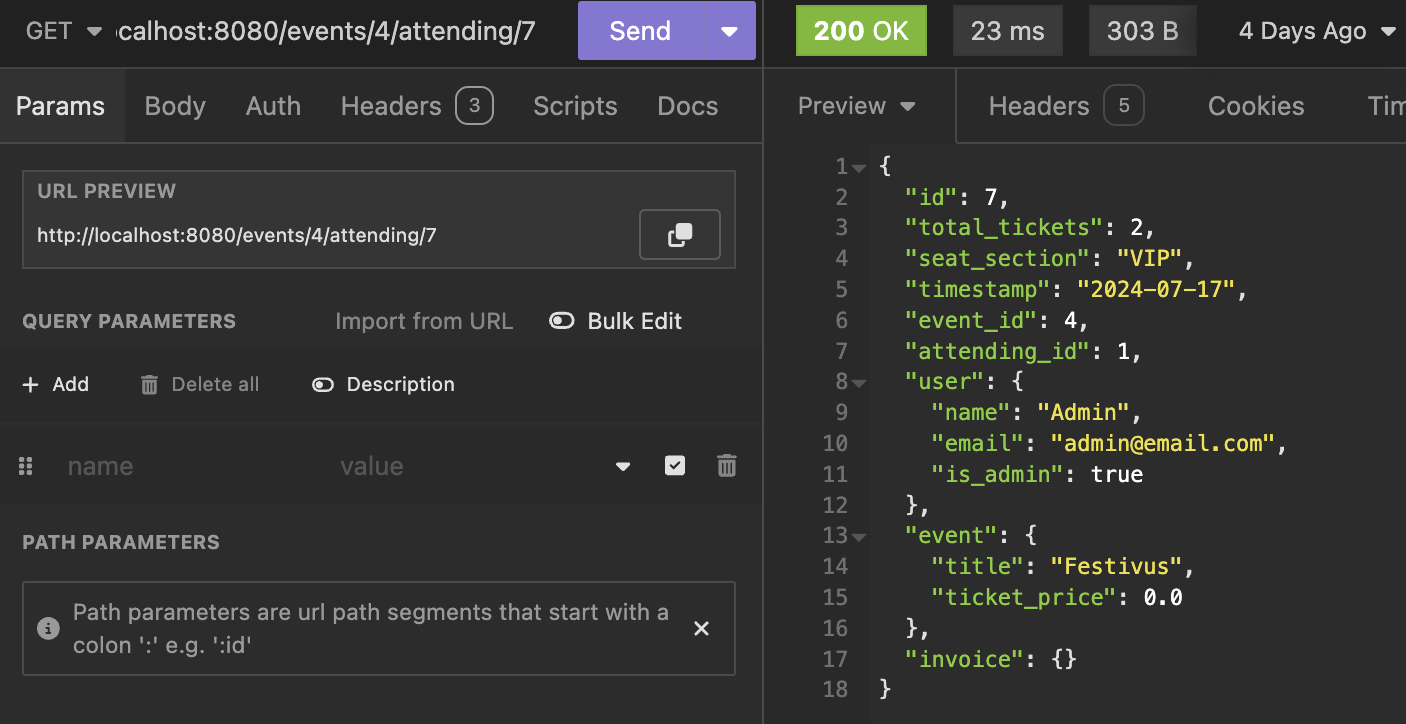 GET ocalhost:8080/events/4/attending/7 Send
200 OK 23 ms 303 B 4 Days Ago
Params Body Auth Headers 3 Scripts Docs
Preview Headers 5 Cookies Tim
URL PREVIEW
http://localhost:8080/events/4/attending/7
QUERY PARAMETERS Import from URL Bulk Edit
+ Add Delete all Description
name value
PATH PARAMETERS
Path parameters are url path segments that start with a
colon ':' e.g. ':id'
1 {
2 "id": 7,
3 "total_tickets": 2,
4 "seat_section": "VIP",
5 "timestamp": "2024-07-17",
6 "event_id": 4,
7 "attending_id": 1,
8 "user": {
9 "name": "Admin",
10 "email": "admin@email.com",
11 "is_admin": true
12 },
13 "event": {
14 "title": "Festivus",
15 "ticket_price": 0.0
16 },
17 "invoice": {}
18 }